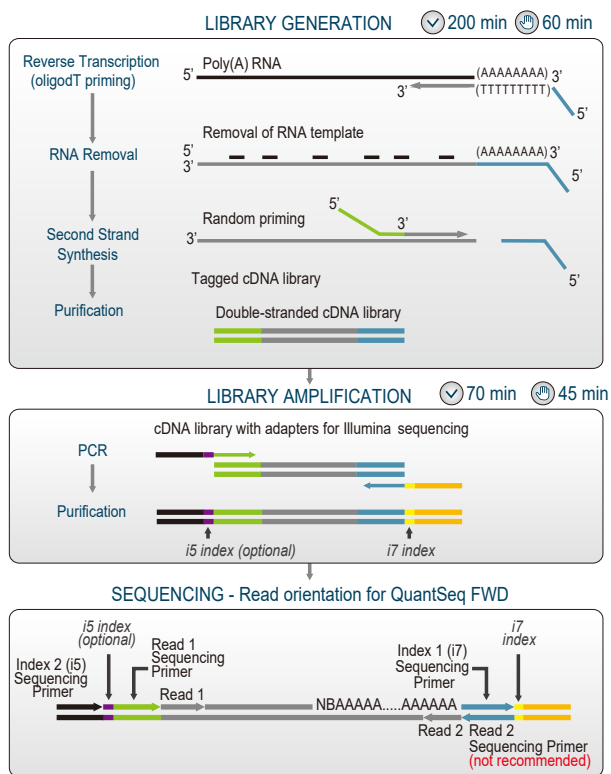 LIBRARY GENERATION 200 min 60 min
Reverse Transcription
(oligodT priming)
Poly(A) RNA
5' (AAAAAAAA) 3'
3' (TTTTTTTTT)
5'
RNA Removal
Removal of RNA template
5' (AAAAAAAA) 3'
3'
5'
Second Strand
Synthesis
5'
Random priming 3'
3'
5'
Tagged cDNA library
Purification
Double-stranded cDNA library
LIBRARY AMPLIFICATION 70 min 45 min
cDNA library with adapters for Illumina sequencing
PCR
Purification
i5 index (optional) i7 index
SEQUENCING - Read orientation for QuantSeq FWD
i5 index
(optional)
i7
index
Index 2 (i5)
Sequencing
Primer
Read 1
Sequencing
Primer
Index 1 (i7)
Sequencing
Primer
Read 1
NBAAAAA.....AAAAAA
Read 2
Read 2
Sequencing Primer
(not recommended)